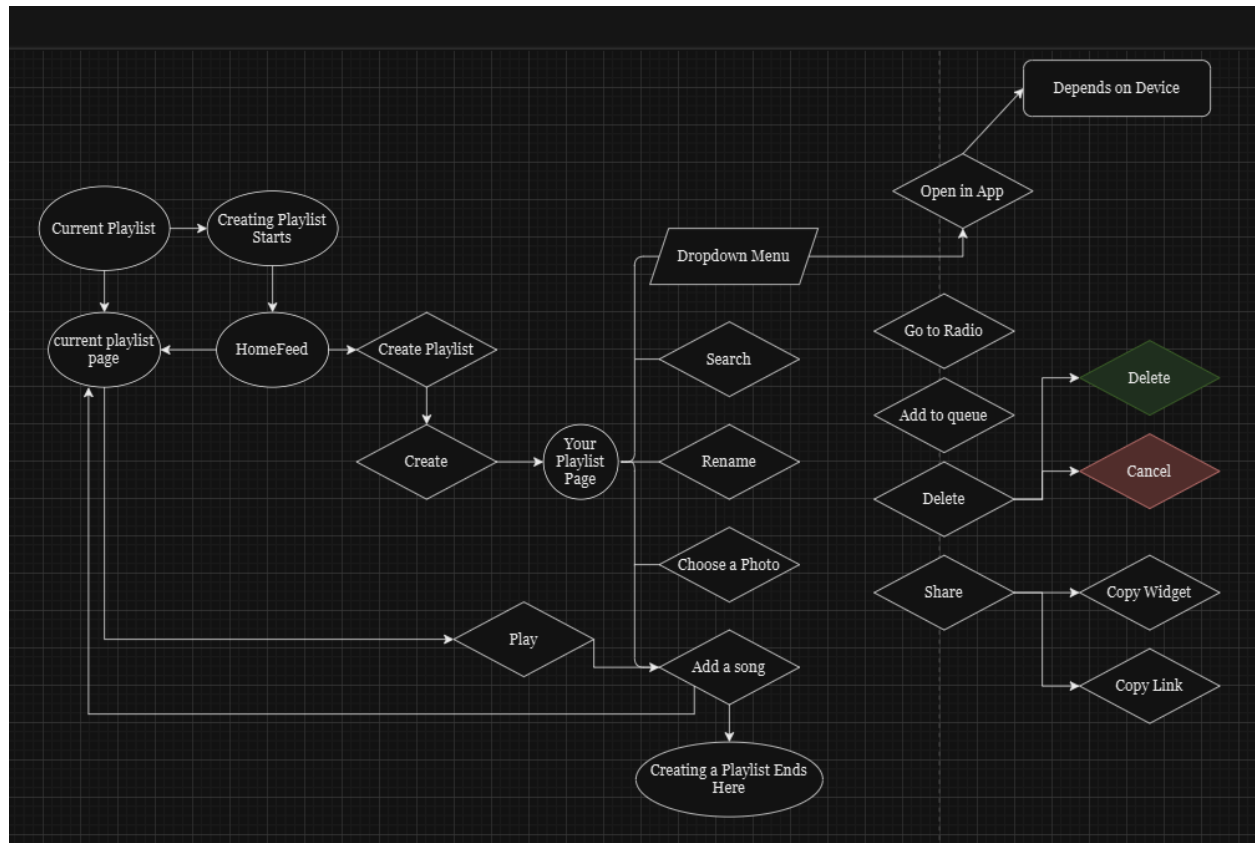 Depends on Device
Open in App
Current Playlist
Creating Playlist
Starts
Dropdown Menu
Go to Radio
current playlist
page
HomeFeed
Create Playlist
Search
Delete
Add to queue
Create
Your
Playlist
Page
Rename
Cancel
Delete
Choose a Photo
Share
Copy Widget
Play
Add a song
Copy Link
Creating a Playlist Ends
Here